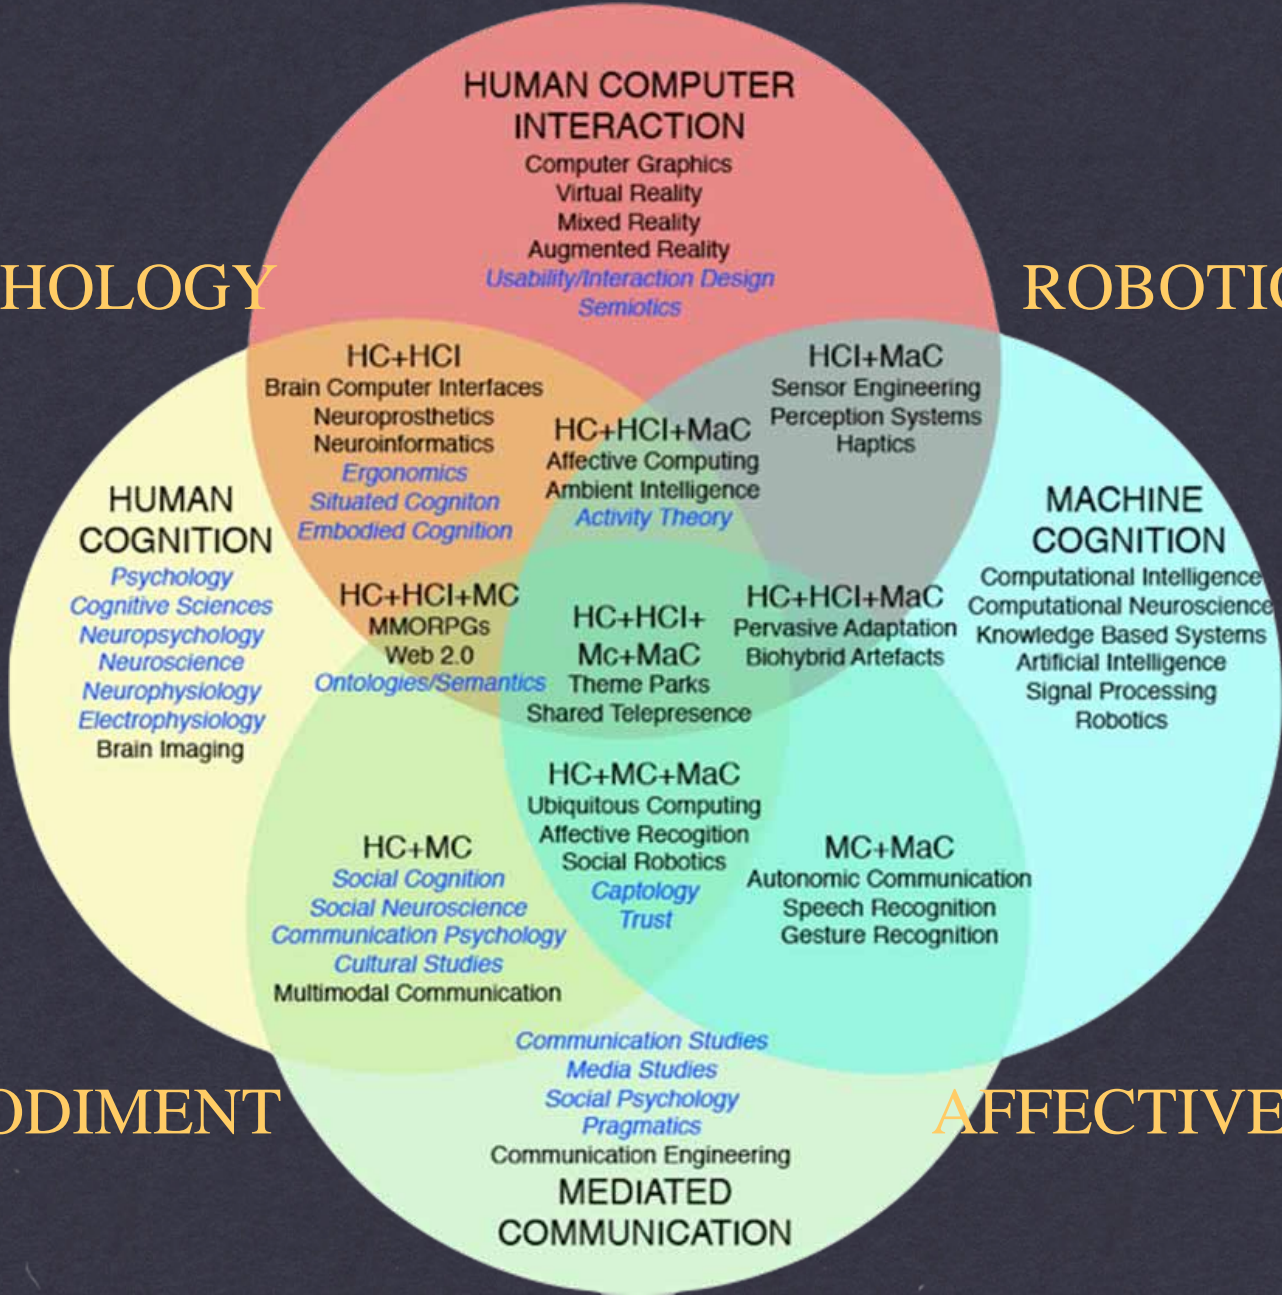 HUMAN COMPUTER
INTERACTION
Computer Graphics
Virtual Reality
Mixed Reality
Augmented Reality
Usability/Interaction Design
Semiotics
HOLOGY
ROBOTIC
HC+HCI
Brain Computer Interfaces
Neuroprosthetics
Neuroinformatics
Ergonomics
Situated Cogniton
Embodied Cognition
HC+HCI+MaC
Affective Computing
Ambient Intelligence
Activity Theory
HCI+MaC
Sensor Engineering
Perception Systems
Haptics
HUMAN
COGNITION
Psychology
Cognitive Sciences
Neuropsychology
Neuroscience
Neurophysiology
Electrophysiology
Brain Imaging
MACHINE
COGNITION
Computational Intelligence
Computational Neuroscience
Knowledge Based Systems
Artificial Intelligence
Signal Processing
Robotics
HC+HCI+MC
MMORPGs
Web 2.0
Ontologies/Semantics
HC+HCI+
Mc+MaC
Theme Parks
Shared Telepresence
HC+HCI+MaC
Pervasive Adaptation
Biohybrid Artefacts
HC+MC+MaC
Ubiquitous Computing
Affective Recogition
Social Robotics
Captology
Trust
HC+MC
Social Cognition
Social Neuroscience
Communication Psychology
Cultural Studies
Multimodal Communication
MC+MaC
Autonomic Communication
Speech Recognition
Gesture Recognition
Communication Studies
Media Studies
Social Psychology
Pragmatics
Communication Engineering
MEDIATED
COMMUNICATION
ODIMENT
AFFECTIVE